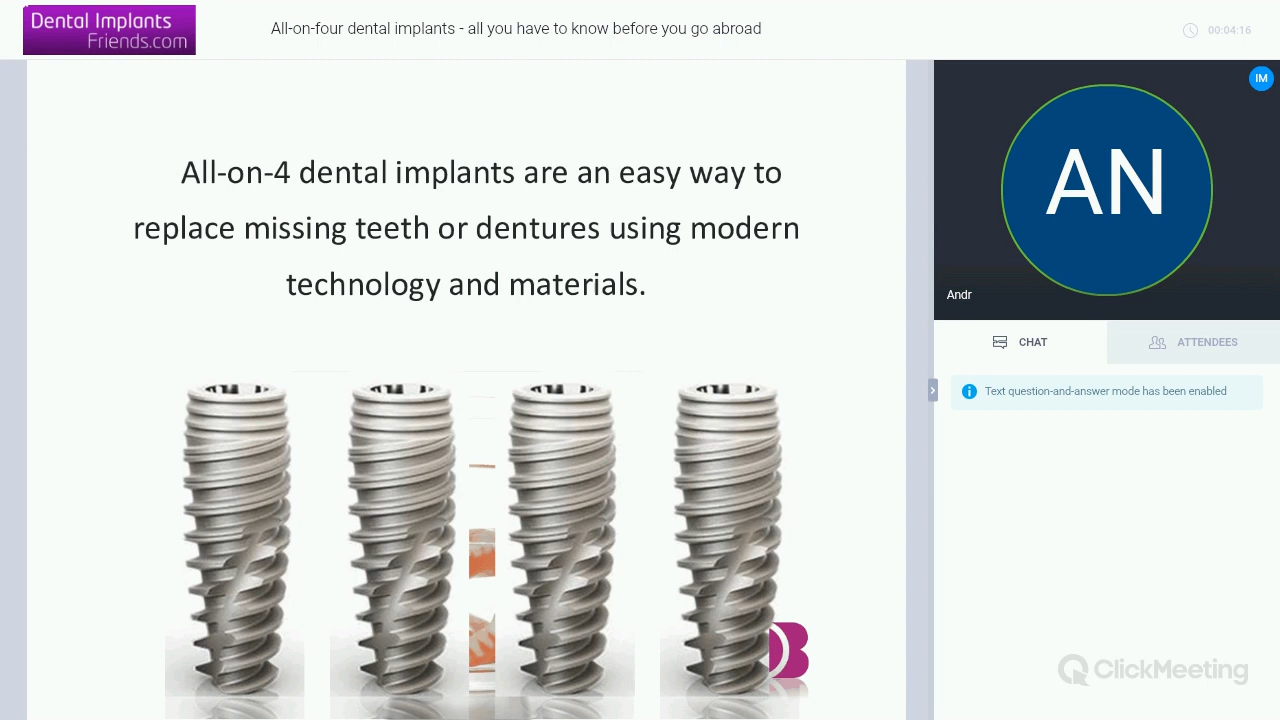 Dental Implants
Friends.com
All-on-four dental implants - all you have to know before you go abroad
00:04:16
All-on-4 dental implants are an easy way to
replace missing teeth or dentures using modern
technology and materials.
IM
AN
Andr
CHAT
ATTENDEES
Text question-and-answer mode has been enabled
ClickMeeting